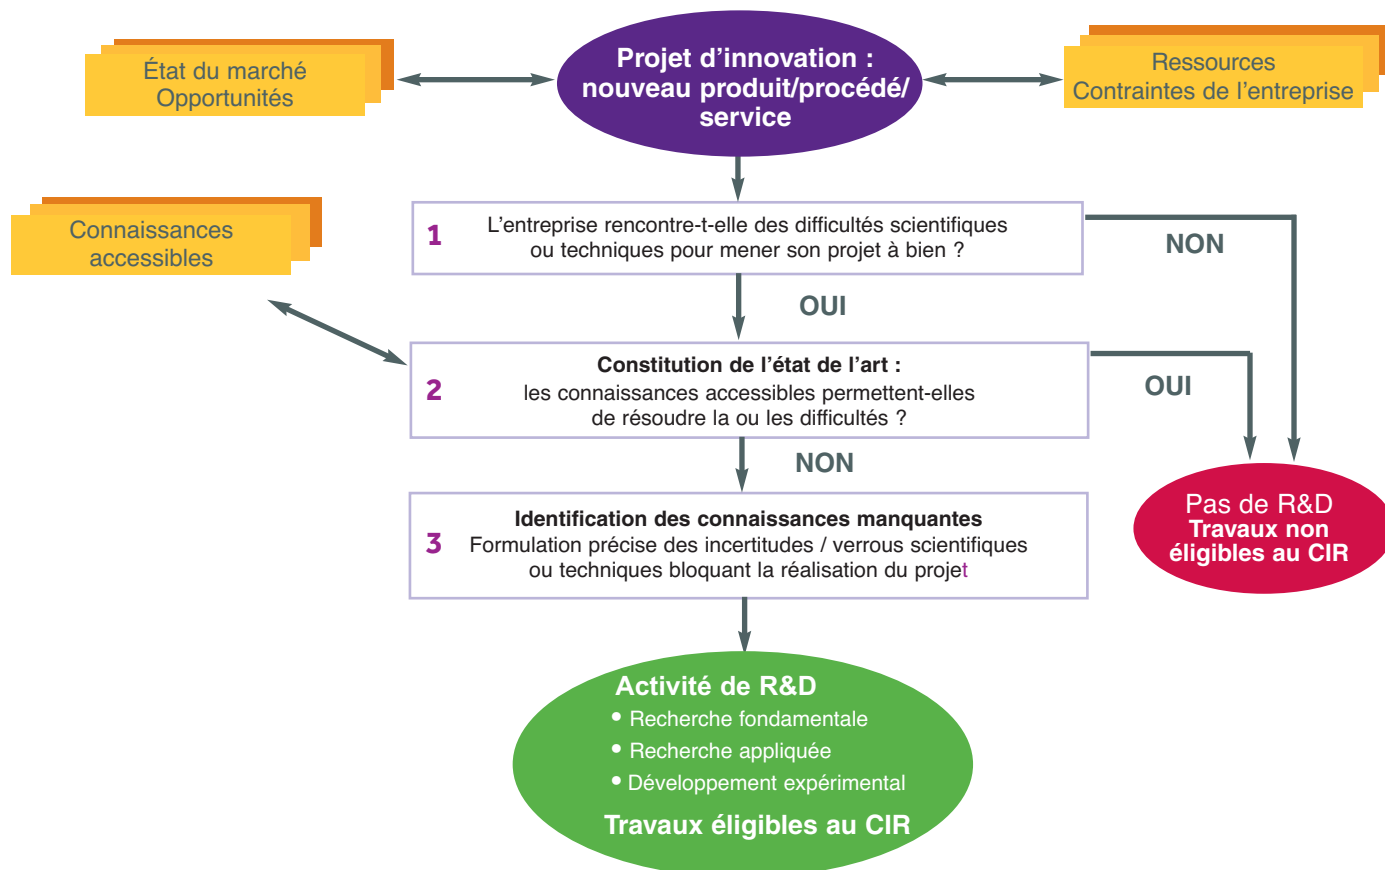 État du marché
Opportunités
Projet d’innovation :
nouveau produit/procédé/
service
Ressources
Contraintes de l’entreprise
Connaissances
accessibles
1
L’entreprise rencontre-t-elle des difficultés scientifiques
ou techniques pour mener son projet à bien ?
NON
OUI
2
Constitution de l’état de l’art :
les connaissances accessibles permettent-elles
de résoudre la ou les difficultés ?
OUI
NON
3
Identification des connaissances manquantes
Formulation précise des incertitudes / verrous scientifiques
ou techniques bloquant la réalisation du projet
Pas de R&D
Travaux non
éligibles au CIR
Activité de R&D
• Recherche fondamentale
• Recherche appliquée
• Développement expérimental
Travaux éligibles au CIR